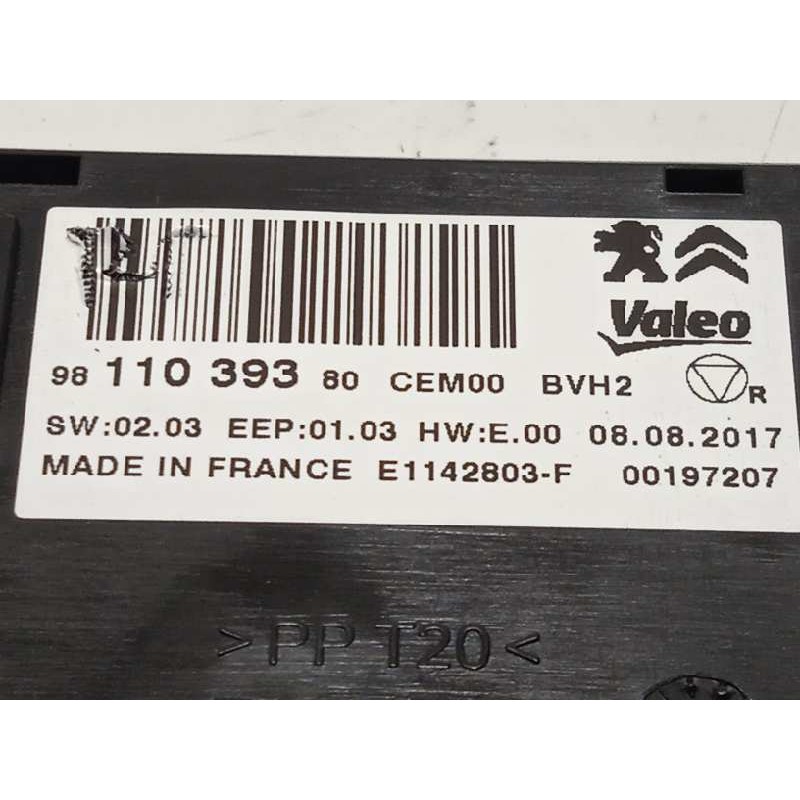 Valeo
98 110 393 80 CEM00 BVH2 R
SW:02.03 EEP:01.03 HW:E.00 08.08.2017
MADE IN FRANCE E1142803-F 00197207
>PP T20<